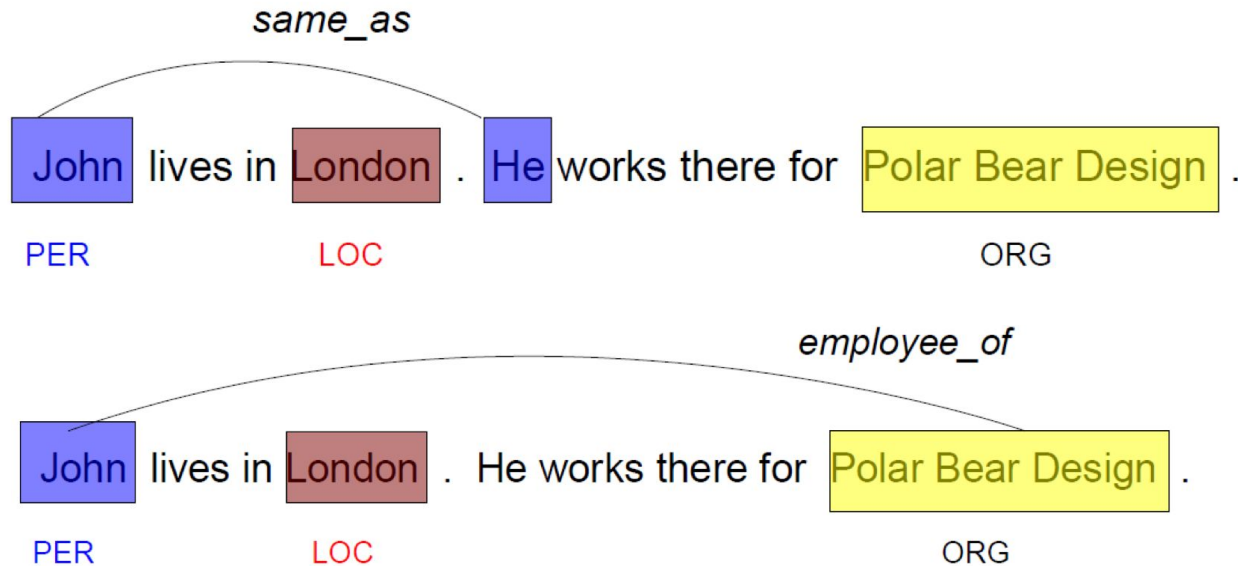 same_as
John lives in London . He works there for Polar Bear Design .
PER LOC ORG
employee_of
John lives in London . He works there for Polar Bear Design .
PER LOC ORG